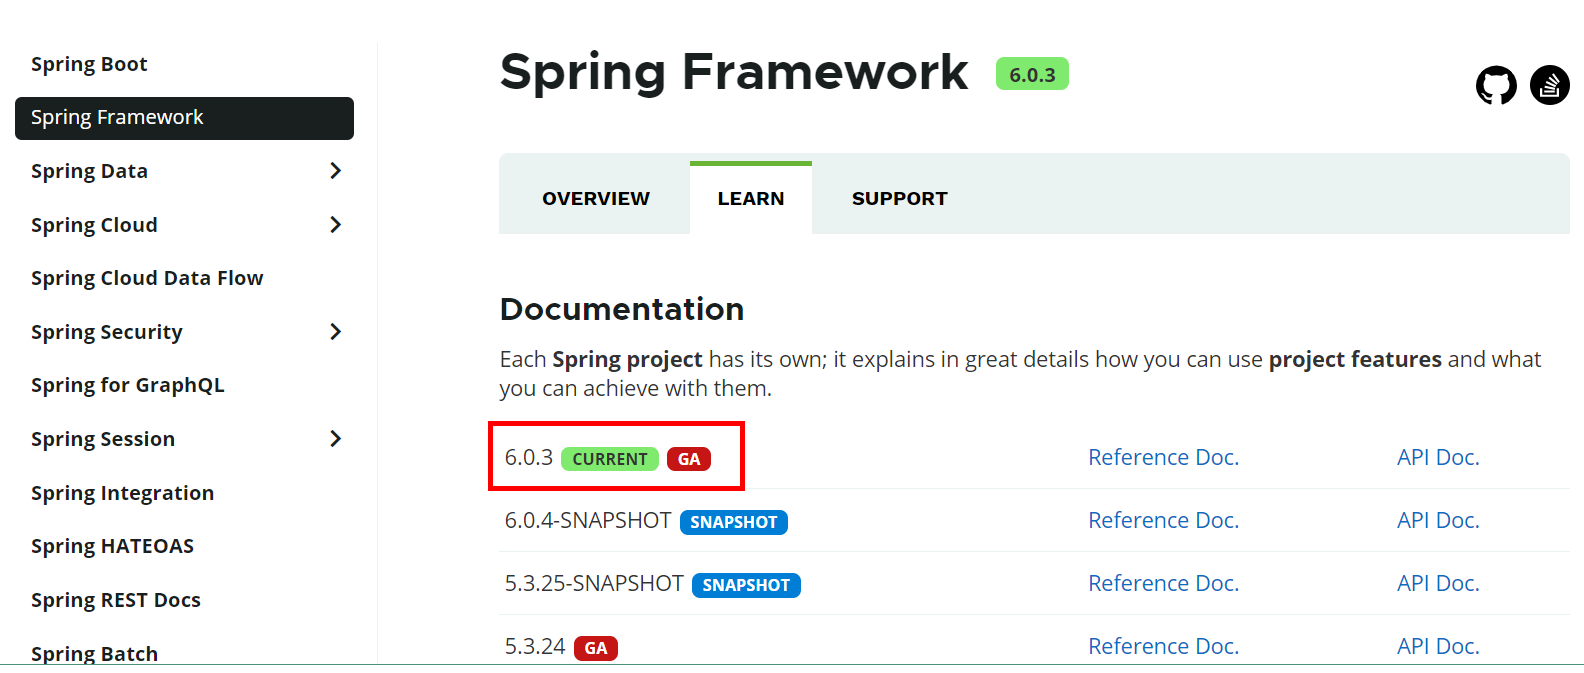 Spring Boot
Spring Framework
Spring Data
Spring Cloud
Spring Cloud Data Flow
Spring Security
Spring for GraphQL
Spring Session
Spring Integration
Spring HATEOAS
Spring REST Docs
Spring Batch
Spring Framework 6.0.3
OVERVIEW LEARN SUPPORT
Documentation
Each Spring project has its own; it explains in great details how you can use project features and what
you can achieve with them.
6.0.3 CURRENT GA Reference Doc. API Doc.
6.0.4-SNAPSHOT SNAPSHOT Reference Doc. API Doc.
5.3.25-SNAPSHOT SNAPSHOT Reference Doc. API Doc.
5.3.24 GA Reference Doc. API Doc.